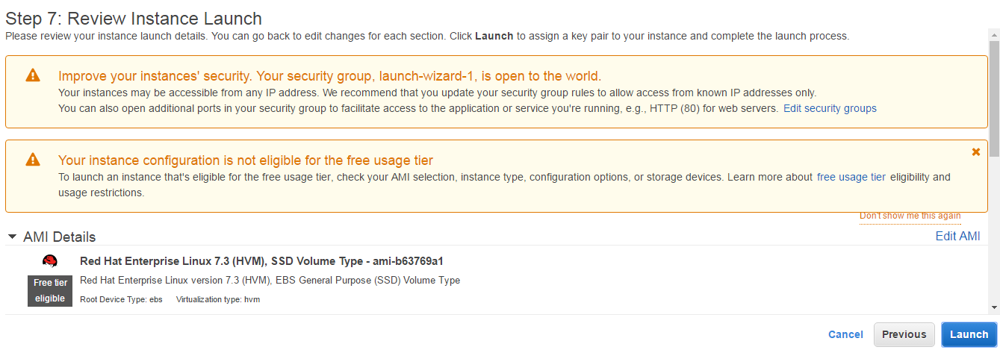 Step 7: Review Instance Launch
Please review your instance launch details. You can go back to edit changes for each section. Click Launch to assign a key pair to your instance and complete the launch process.
Improve your instances' security. Your security group, launch-wizard-1, is open to the world.
Your instances may be accessible from any IP address. We recommend that you update your security group rules to allow access from known IP addresses only.
You can also open additional ports in your security group to facilitate access to the application or service you're running, e.g., HTTP (80) for web servers. Edit security groups
Your instance configuration is not eligible for the free usage tier
To launch an instance that's eligible for the free usage tier, check your AMI selection, instance type, configuration options, or storage devices. Learn more about free usage tier eligibility and
usage restrictions.
Don't show me this again
AMI Details
Edit AMI
Red Hat Enterprise Linux 7.3 (HVM), SSD Volume Type - ami-b63769a1
Free tier
eligible
Red Hat Enterprise Linux version 7.3 (HVM), EBS General Purpose (SSD) Volume Type
Root Device Type: ebs Virtualization type: hvm
Cancel Previous Launch